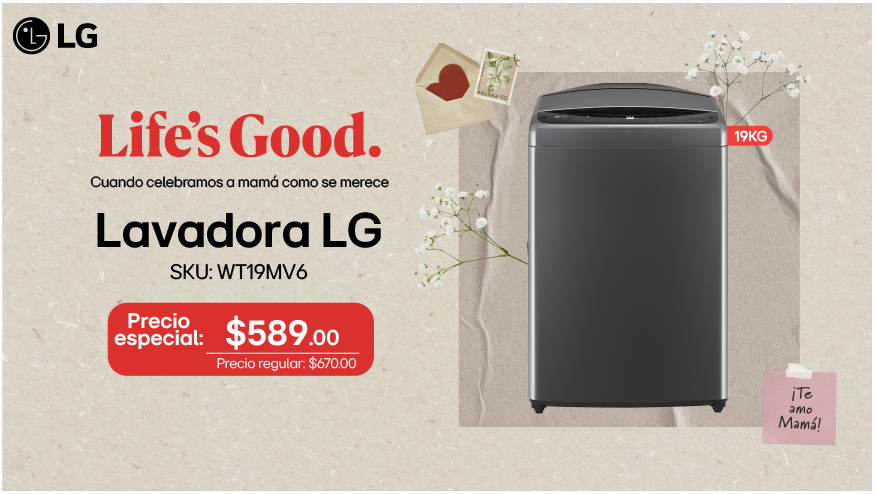 LG
Life's Good.
Cuando celebramos a mamá como se merece
Lavadora LG
SKU: WT19MV6
Precio
especial:
$589.00
Precio regular: $670.00
POLSKA
19KG
¡Te
amo
Mamá!